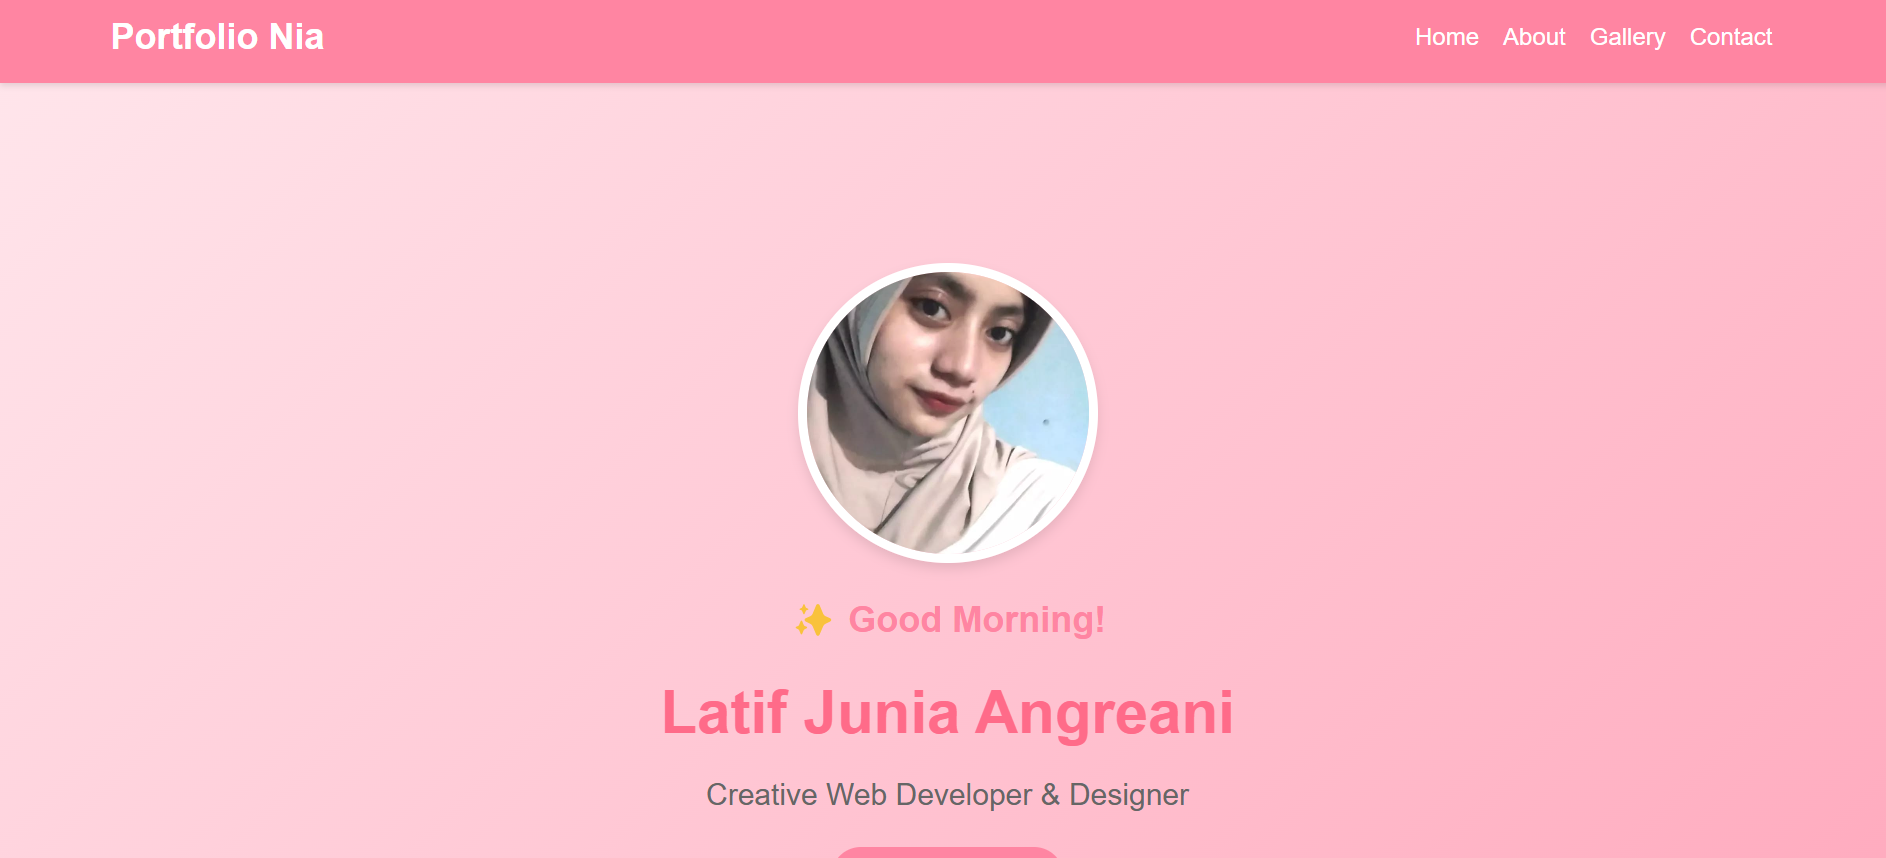 Portfolio Nia
Home About Gallery Contact
✨ Good Morning!
Latif Junia Angreani
Creative Web Developer & Designer